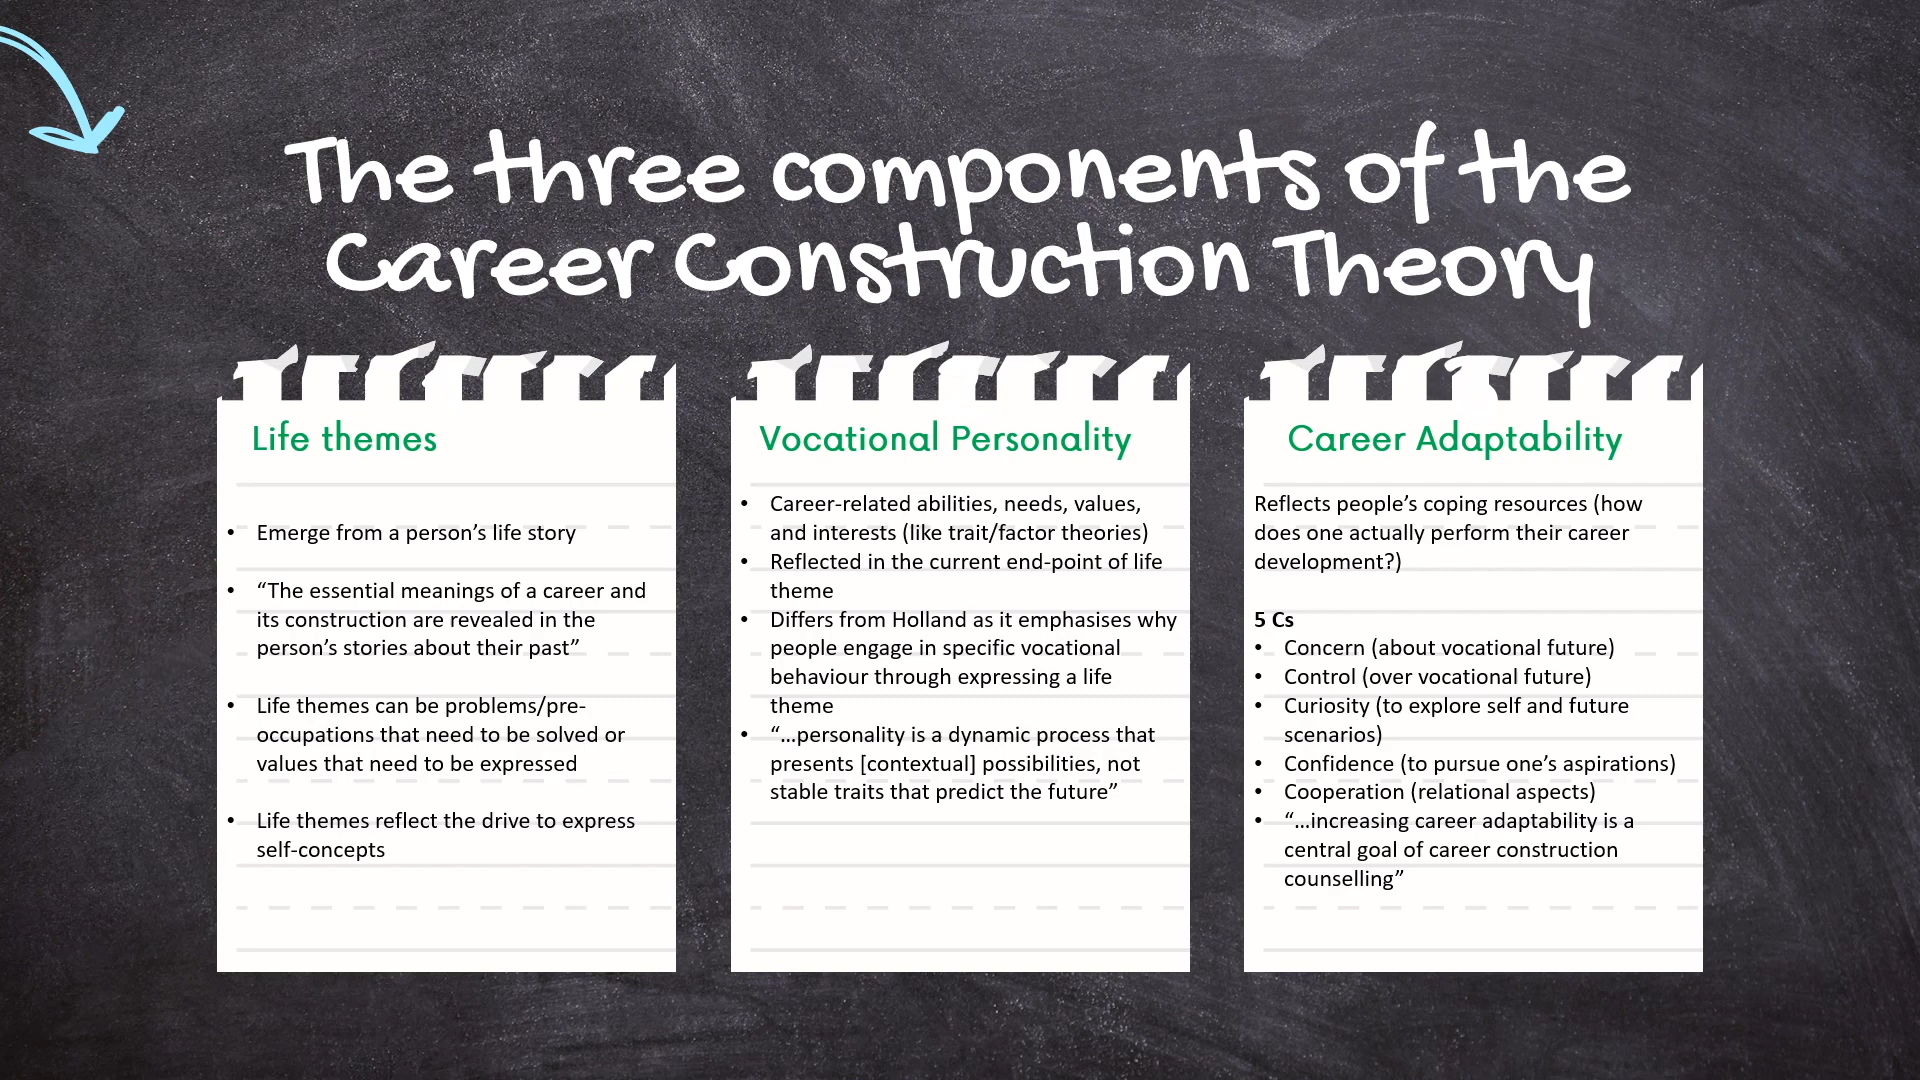 The three components of the
Career Construction Theory
Life themes
• Emerge from a person’s life story
• “The essential meanings of a career and
its construction are revealed in the
person’s stories about their past”
• Life themes can be problems/pre-
occupations that need to be solved or
values that need to be expressed
• Life themes reflect the drive to express
self-concepts
Vocational Personality
• Career-related abilities, needs, values,
and interests (like trait/factor theories)
• Reflected in the current end-point of life
theme
• Differs from Holland as it emphasises why
people engage in specific vocational
behaviour through expressing a life
theme
• “…personality is a dynamic process that
presents [contextual] possibilities, not
stable traits that predict the future”
Career Adaptability
Reflects people’s coping resources (how
does one actually perform their career
development?)
5 Cs
• Concern (about vocational future)
• Control (over vocational future)
• Curiosity (to explore self and future
scenarios)
• Confidence (to pursue one’s aspirations)
• Cooperation (relational aspects)
• “…increasing career adaptability is a
central goal of career construction
counselling”